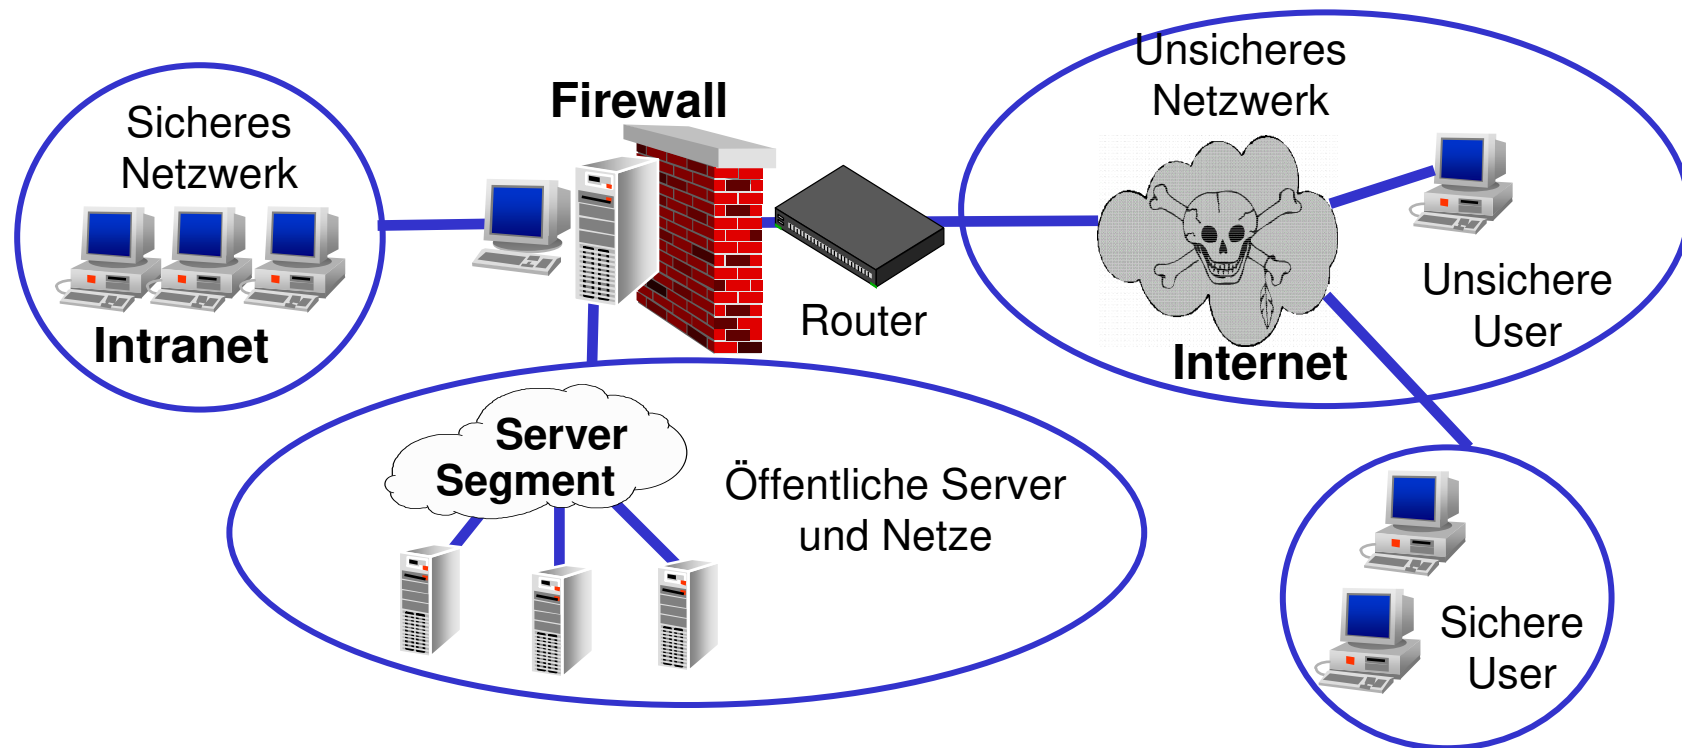 Sicheres
Netzwerk
Intranet
Firewall
Router
Unsicheres
Netzwerk
Internet
Unsichere
User
Server
Segment
Öffentliche Server
und Netze
Sichere
User